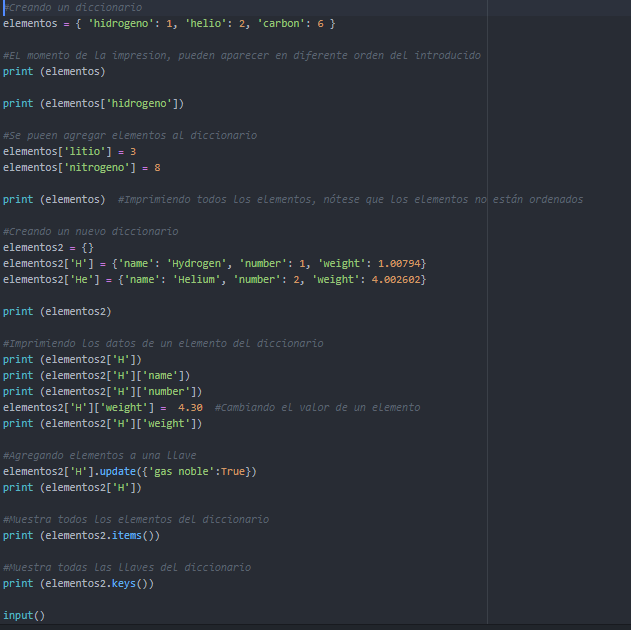 #Creando un diccionario
elementos = { 'hidrogeno': 1, 'helio': 2, 'carbon': 6 }
#EL momento de la impresion, pueden aparecer en diferente orden del introducido
print (elementos)
print (elementos['hidrogeno'])
#Se pueen agregar elementos al diccionario
elementos['litio'] = 3
elementos['nitrogeno'] = 8
print (elementos)  #Imprimiendo todos los elementos, nótese que los elementos no están ordenados
#Creando un nuevo diccionario
elementos2 = {}
elementos2['H'] = {'name': 'Hydrogen', 'number': 1, 'weight': 1.00794}
elementos2['He'] = {'name': 'Helium', 'number': 2, 'weight': 4.002602}
print (elementos2)
#Imprimiendo los datos de un elemento del diccionario
print (elementos2['H'])
print (elementos2['H']['name'])
print (elementos2['H']['number'])
elementos2['H']['weight'] =  4.30  #Cambiando el valor de un elemento
print (elementos2['H']['weight'])
#Agregando elementos a una llave
elementos2['H'].update({'gas noble':True})
print (elementos2['H'])
#Muestra todos los elementos del diccionario
print (elementos2.items())
#Muestra todas las llaves del diccionario
print (elementos2.keys())
input()